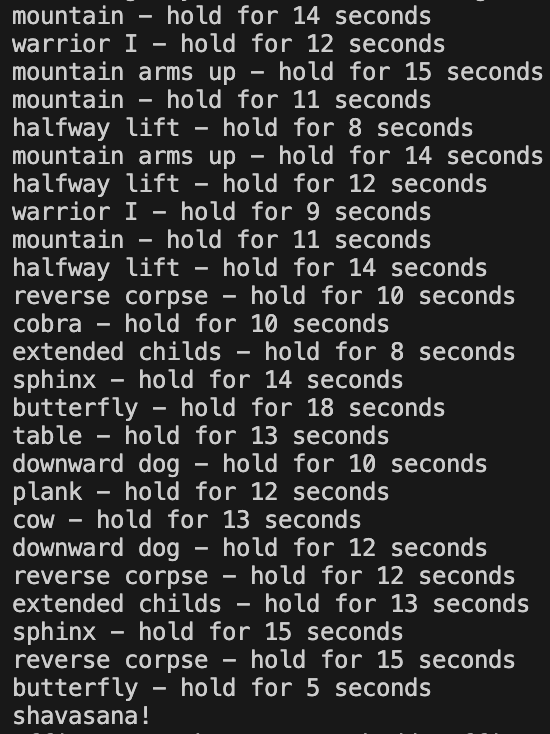 mountain – hold for 14 seconds
warrior I – hold for 12 seconds
mountain arms up – hold for 15 seconds
mountain – hold for 11 seconds
halfway lift – hold for 8 seconds
mountain arms up – hold for 14 seconds
halfway lift – hold for 12 seconds
warrior I – hold for 9 seconds
mountain – hold for 11 seconds
halfway lift – hold for 14 seconds
reverse corpse – hold for 10 seconds
cobra – hold for 10 seconds
extended childs – hold for 8 seconds
sphinx – hold for 14 seconds
butterfly – hold for 18 seconds
table – hold for 13 seconds
downward dog – hold for 10 seconds
plank – hold for 12 seconds
cow – hold for 13 seconds
downward dog – hold for 12 seconds
reverse corpse – hold for 12 seconds
extended childs – hold for 13 seconds
sphinx – hold for 15 seconds
reverse corpse – hold for 15 seconds
butterfly – hold for 5 seconds
shavasana!